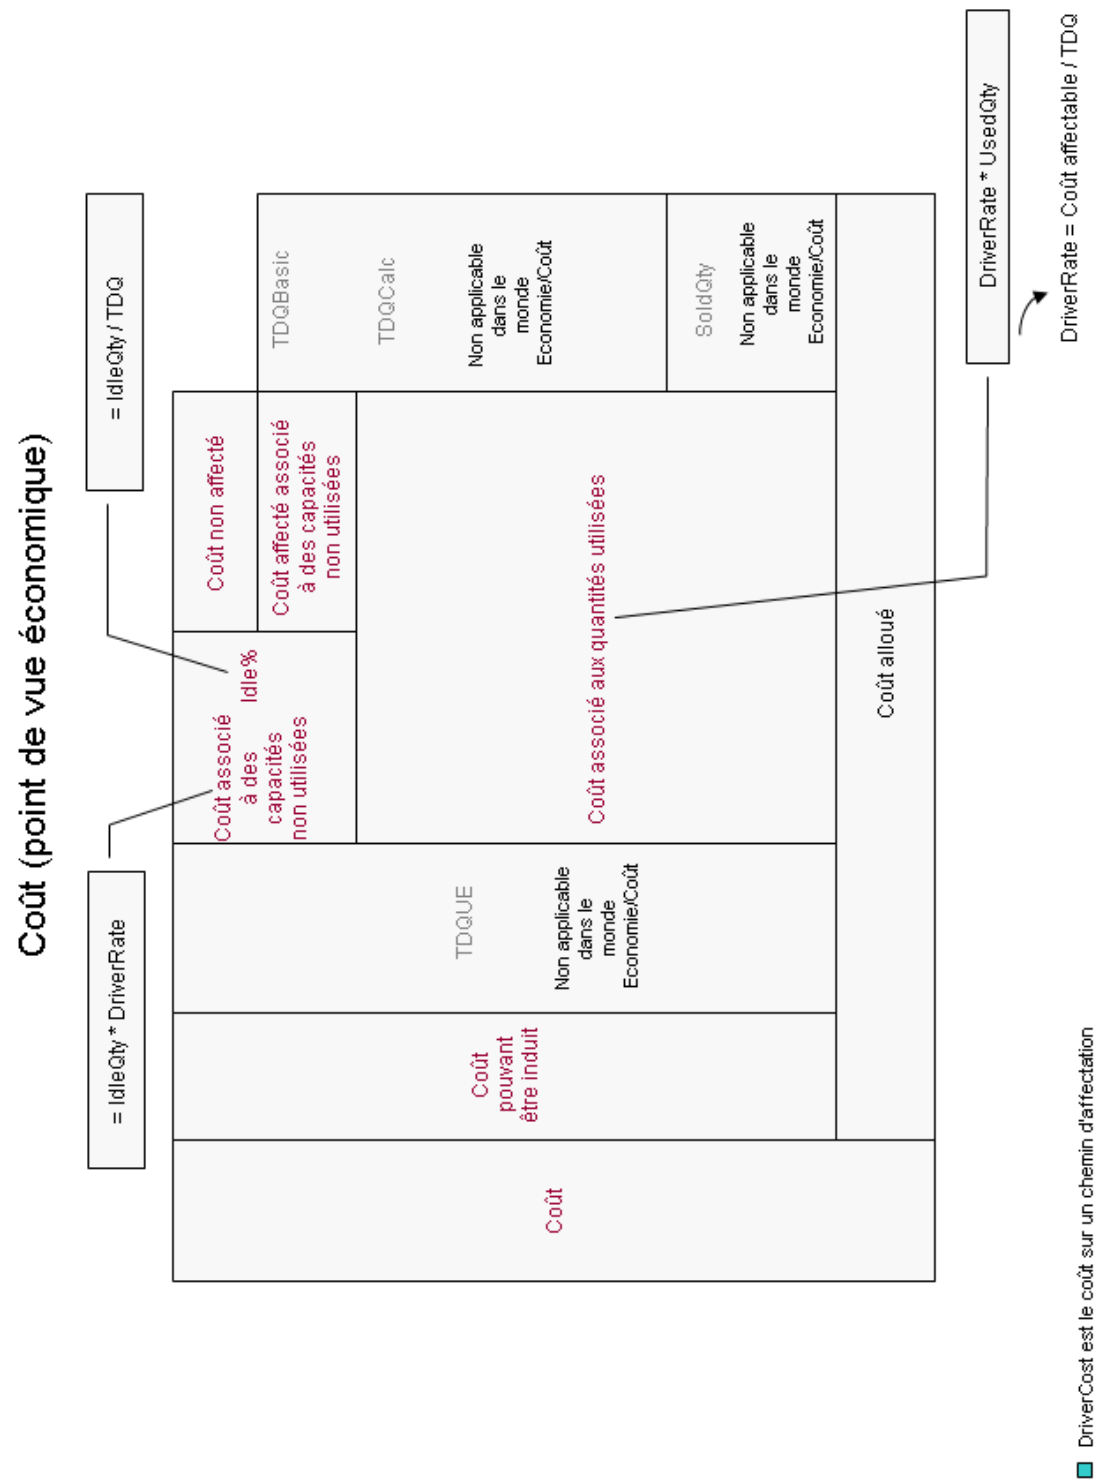 Coût (point de vue économique)
= IdleQty * DriverRate
= IdleQty / TDQ
Coût
Coût
pouvant
être induit
TDQUE
Non applicable
dans le
monde
Economie/Coût
Coût associé
à des
capacités
non utilisées
Idle%
Coût non affecté
Coût affecté associé
à des capacités
non utilisées
TDQBasic
TDQCalc
Non applicable
dans le
monde
Economie/Coût
Coût associé aux quantités utilisées
SoldQty
Non applicable
dans le
monde
Economie/Coût
Coût alloué
DriverRate * UsedQty
DriverRate = Coût affectable / TDQ
DriverCost est le coût sur un chemin d'affectation